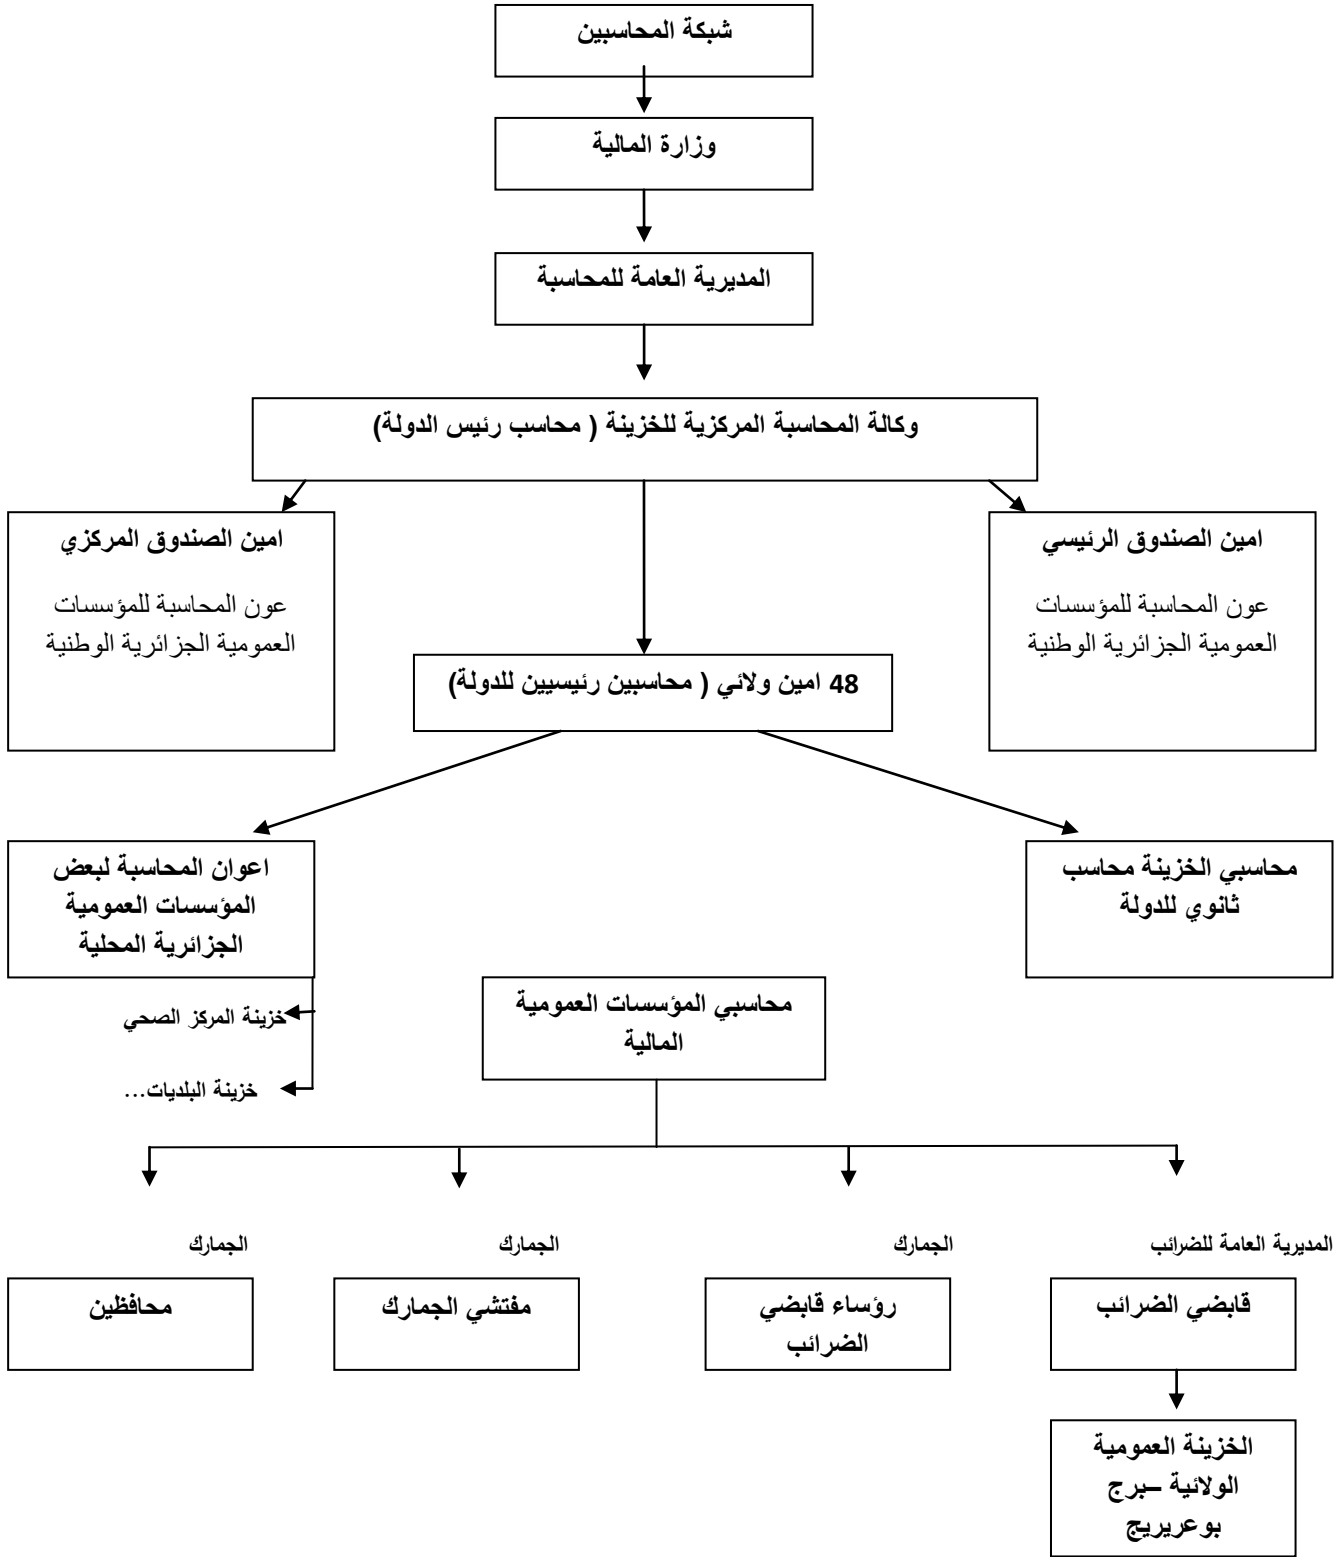 شبكة المحاسبين
وزارة المالية
المديرية العامة للمحاسبة
وكالة المحاسبة المركزية للخزينة ( محاسب رئيس الدولة)
امين الصندوق الرئيسي
عون المحاسبة للمؤسسات
العمومية الجزائرية الوطنية
امين الصندوق المركزي
عون المحاسبة للمؤسسات
العمومية الجزائرية الوطنية
48 امين ولائي ( محاسبين رئيسيين للدولة)
محاسبي الخزينة محاسب
ثانوي للدولة
اعوان المحاسبة لبعض
المؤسسات العمومية
الجزائرية المحلية
خزينة المركز الصحي
خزينة البلديات...
محاسبي المؤسسات العمومية
المالية
المديرية العامة للضرائب
الجمارك
الجمارك
الجمارك
قابضي الضرائب
رؤساء قابضي
الضرائب
مفتشي الجمارك
محافظين
الخزينة العمومية
الولائية –برج
بوعريريج